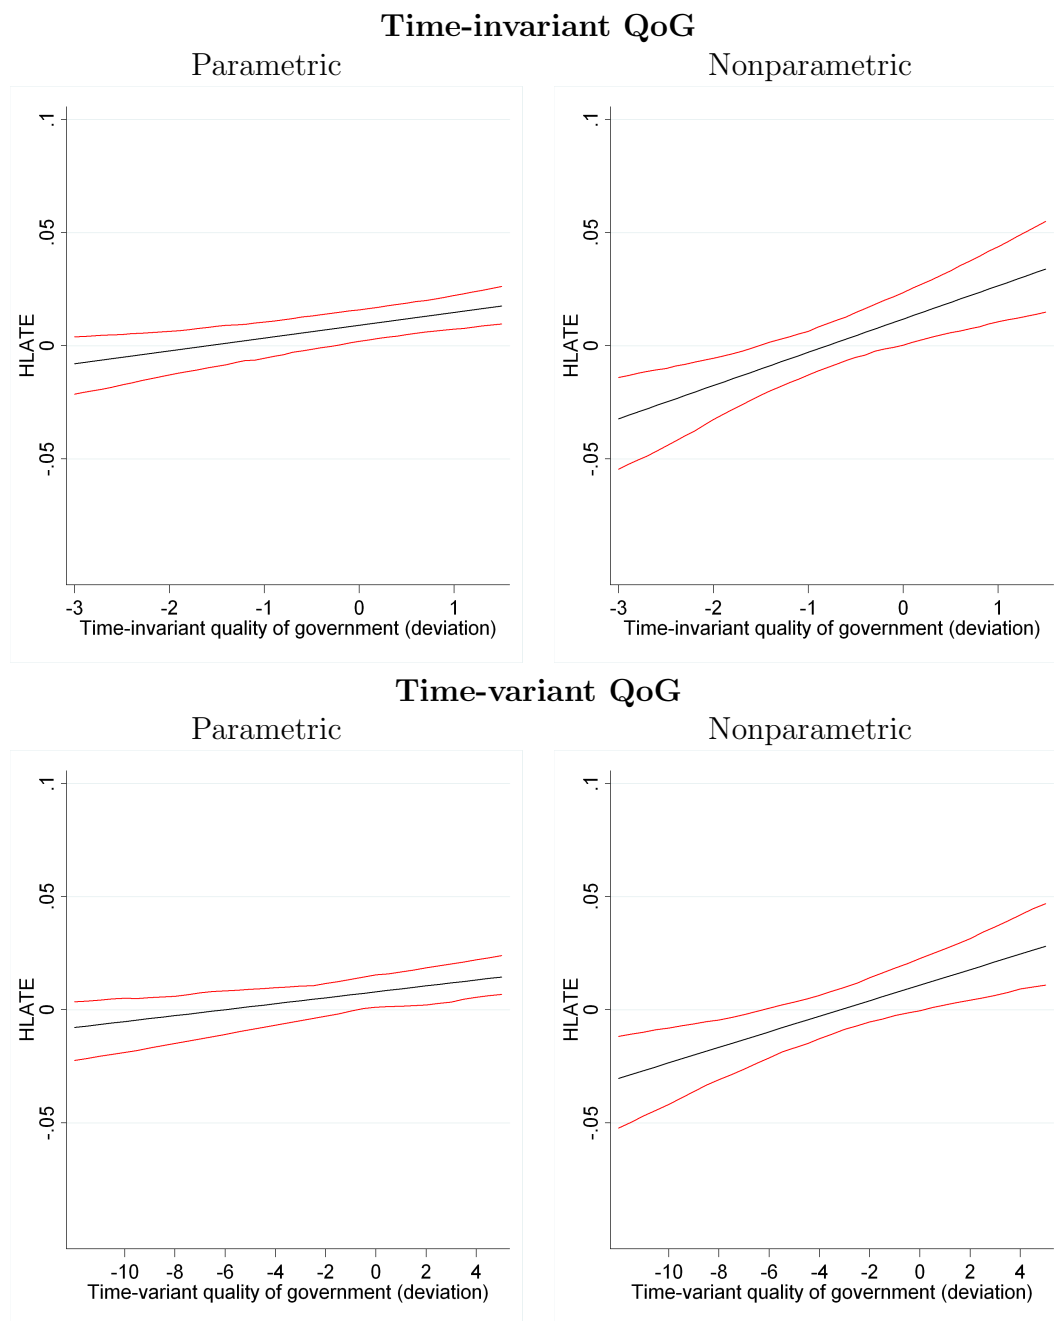 Time-invariant QoG
Parametric
Nonparametric
HLATE
.1
.05
0
-.05
-3 -2 -1 0 1
Time-invariant quality of government (deviation)
HLATE
.1
.05
0
-.05
-3 -2 -1 0 1
Time-invariant quality of government (deviation)
Time-variant QoG
Parametric
Nonparametric
HLATE
.1
.05
0
-.05
-10 -8 -6 -4 -2 0 2 4
Time-variant quality of government (deviation)
HLATE
.1
.05
0
-.05
-10 -8 -6 -4 -2 0 2 4
Time-variant quality of government (deviation)